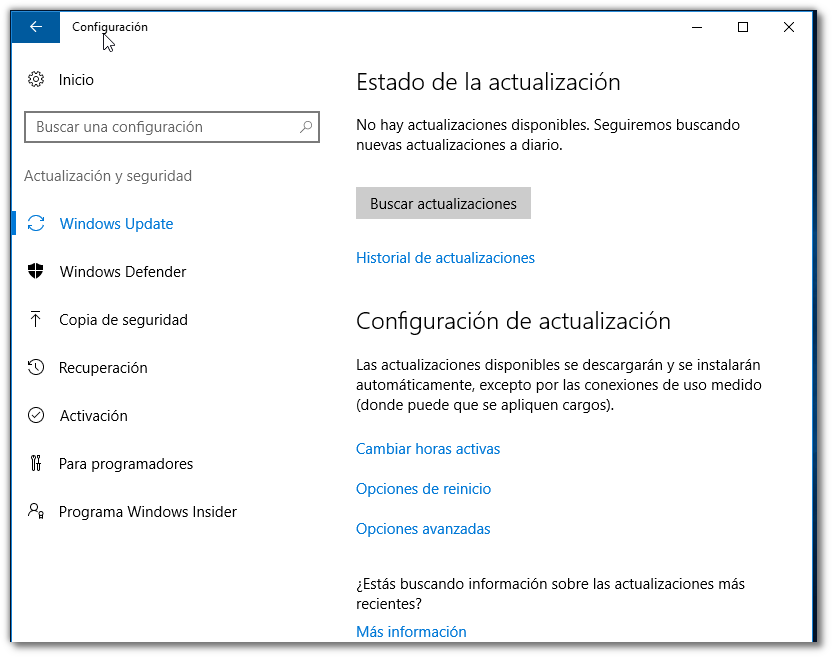 Configuración
Inicio
Buscar una configuración
Actualización y seguridad
Windows Update
Windows Defender
Copia de seguridad
Recuperación
Activación
Para programadores
Programa Windows Insider
Estado de la actualización
No hay actualizaciones disponibles. Seguiremos buscando
nuevas actualizaciones a diario.
Buscar actualizaciones
Historial de actualizaciones
Configuración de actualización
Las actualizaciones disponibles se descargarán y se instalarán
automáticamente, excepto por las conexiones de uso medido
(donde puede que se apliquen cargos).
Cambiar horas activas
Opciones de reinicio
Opciones avanzadas
¿Estás buscando información sobre las actualizaciones más
recientes?
Más información